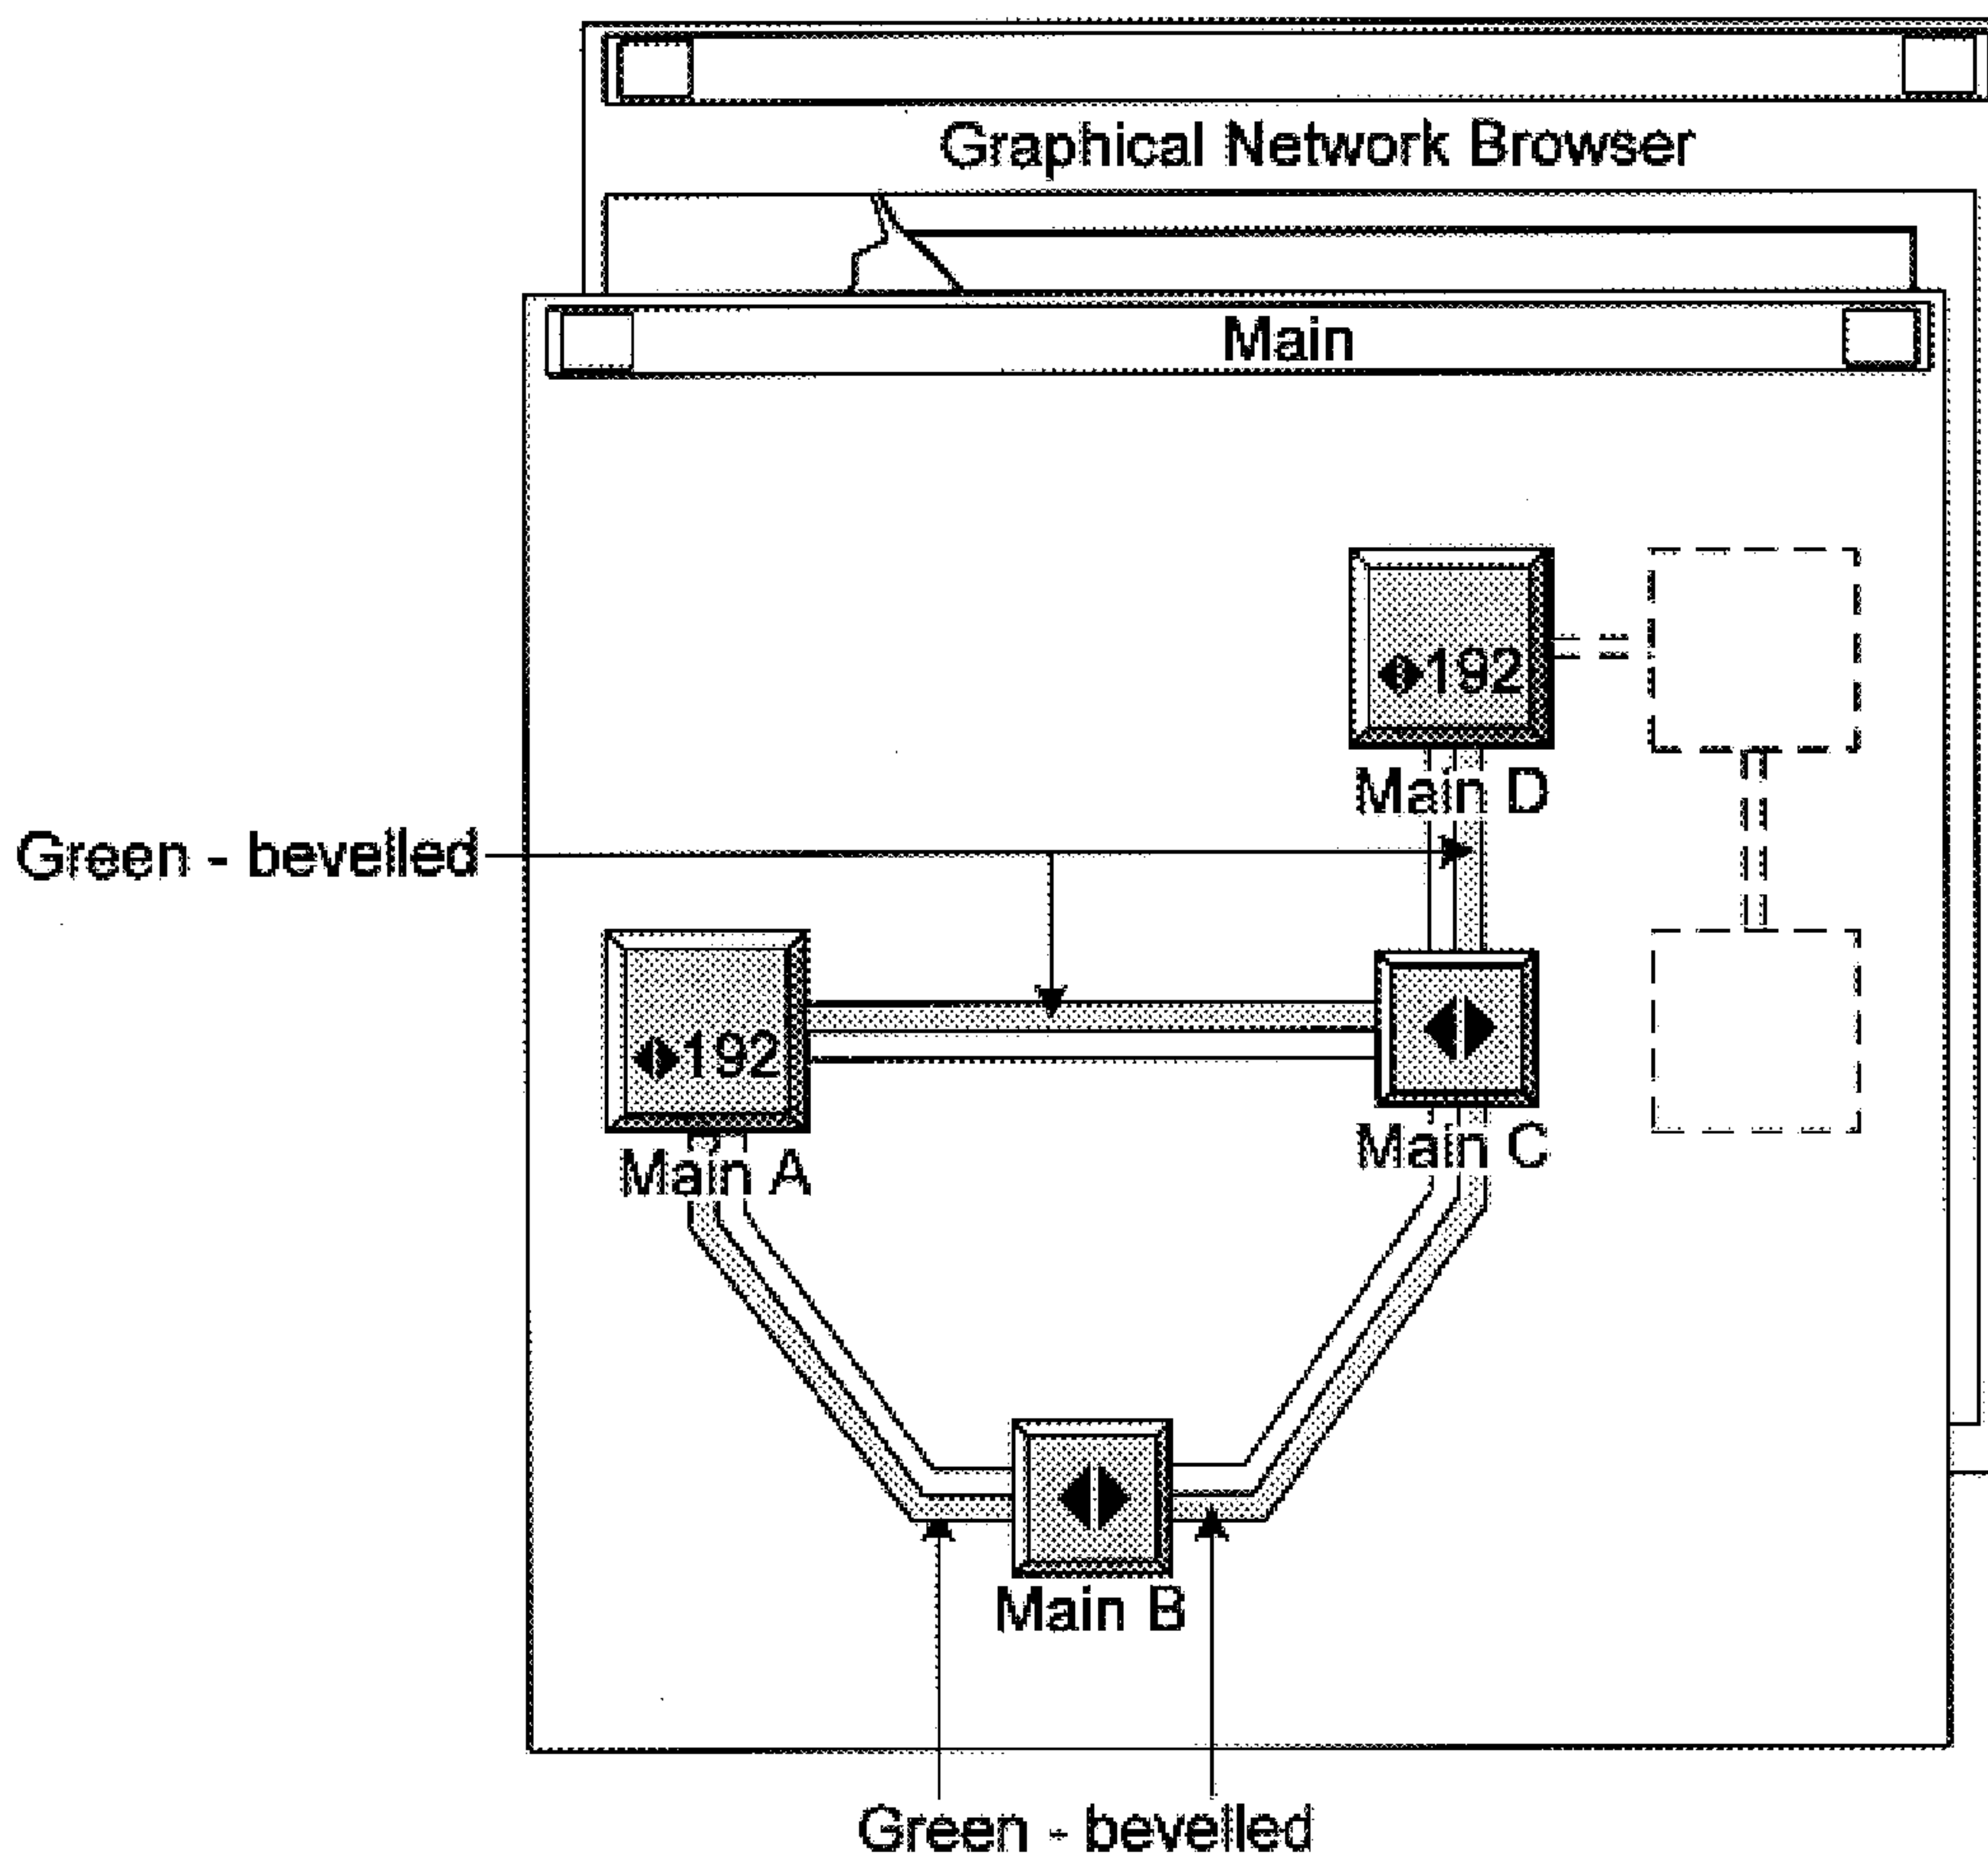 Graphical Network Browser
Main
192
Main D
Green - bevelled
192
Main A
Main C
Main B
Green - bevelled